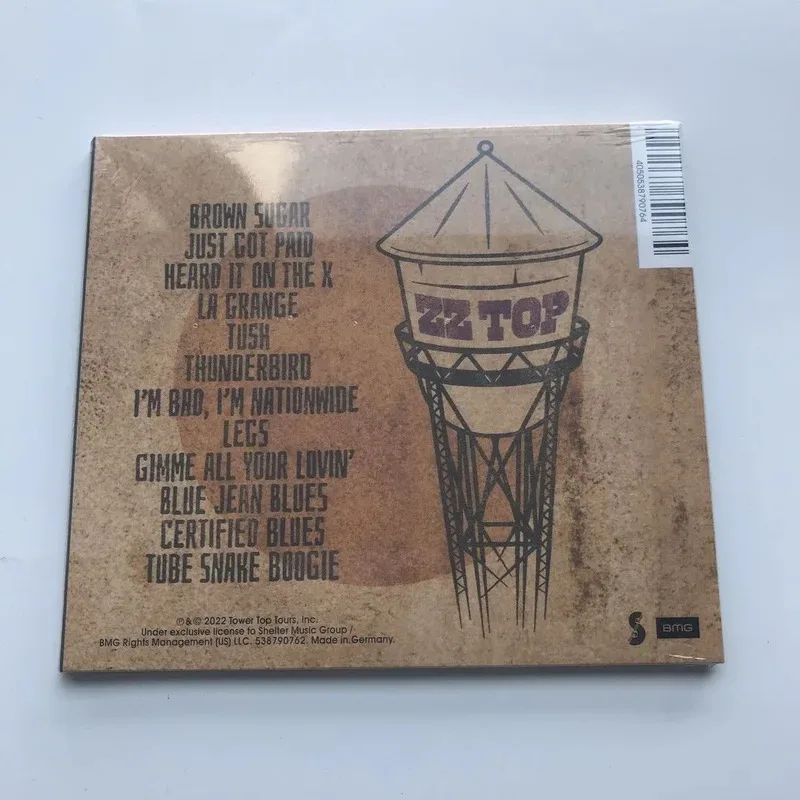 BROWN SUGAR
JUST GOT PAID
HEARD IT ON THE X
LA GRANGE
TUSH
THUNDERBIRD
I'M BAD, I'M NATIONWIDE
LEGS
GIMME ALL YOUR LOVIN'
BLUE JEAN BLUES
CERTIFIED BLUES
TUBE SNAKE BOOGIE
ZZ TOP
4050538790764
℗ & © 2022 Tower Top Tours, Inc.
Under exclusive license to Shelter Music Group /
BMG Rights Management (US) LLC. 538790762. Made in Germany.
S
BMG